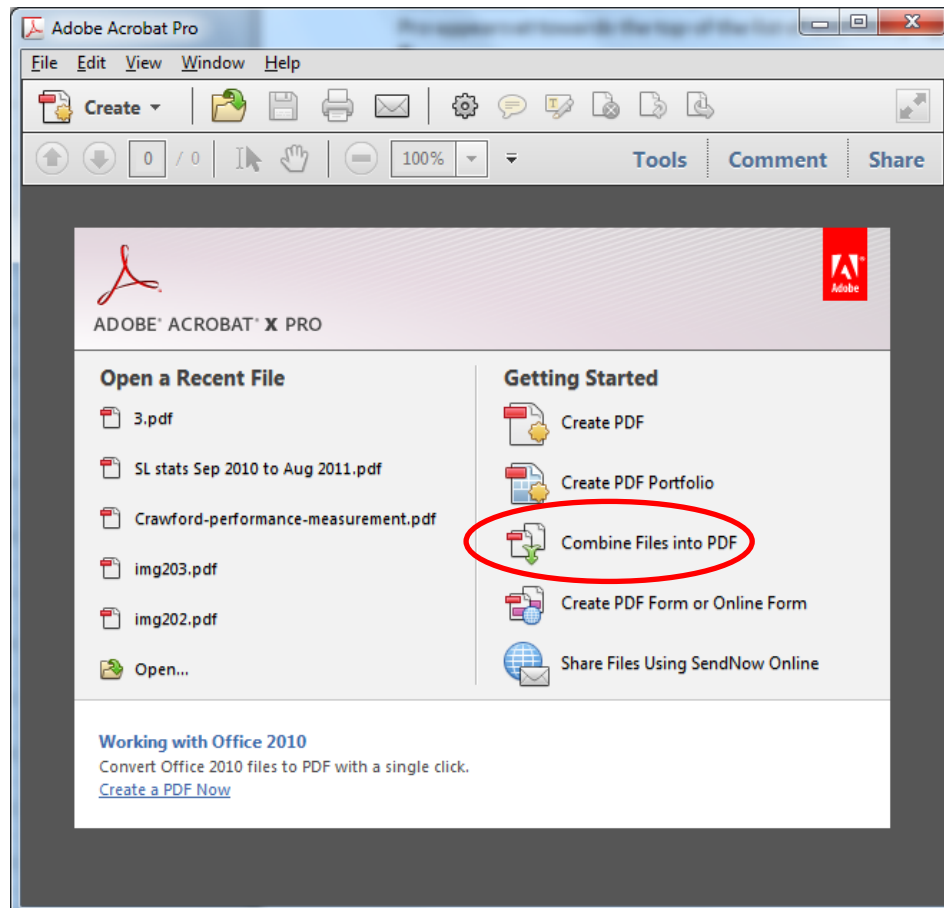 Adobe Acrobat Pro
File Edit View Window Help
Create
0 / 0 100% Tools Comment Share
Adobe
ADOBE® ACROBAT® X PRO
Open a Recent File
3.pdf
SL stats Sep 2010 to Aug 2011.pdf
Crawford-performance-measurement.pdf
img203.pdf
img202.pdf
Open...
Getting Started
Create PDF
Create PDF Portfolio
Combine Files into PDF
Create PDF Form or Online Form
Share Files Using SendNow Online
Working with Office 2010
Convert Office 2010 files to PDF with a single click.
Create a PDF Now